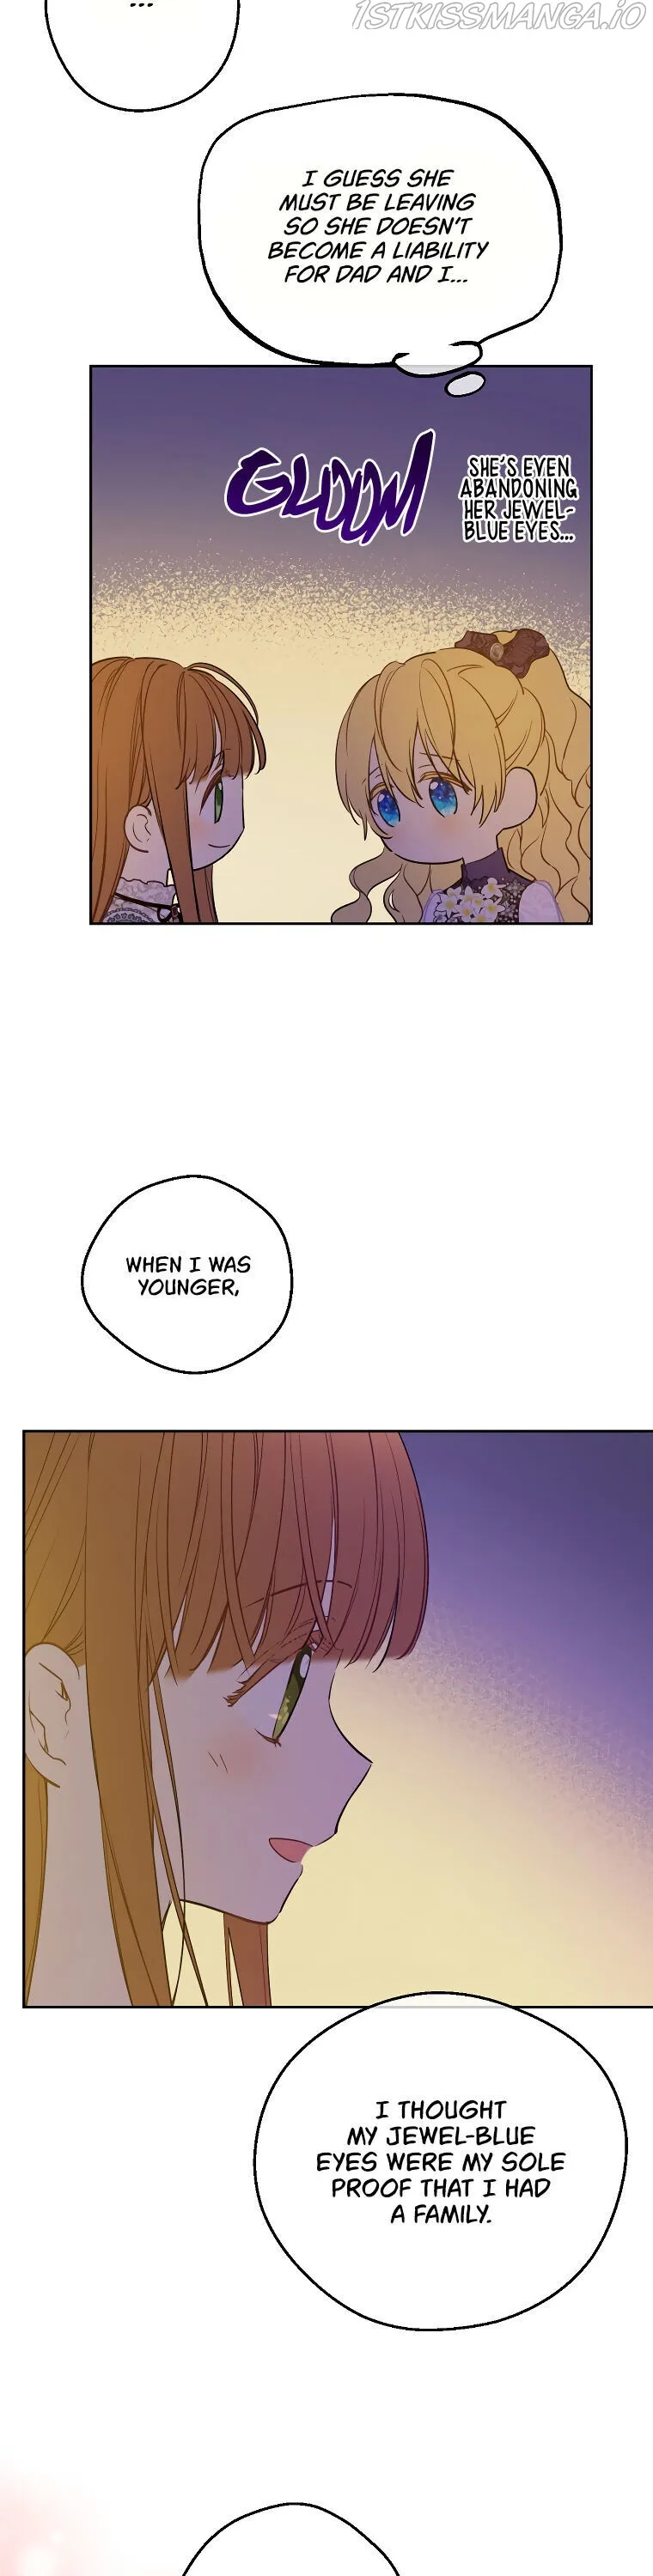 ...
1STKISSMANGA.IO
I GUESS SHE
MUST BE LEAVING
SO SHE DOESN'T
BECOME A LIABILITY
FOR DAD AND I...
GLOOM
SHE'S EVEN
ABANDONING
HER JEWEL-
BLUE EYES...
WHEN I WAS
YOUNGER,
I THOUGHT
MY JEWEL-BLUE
EYES WERE MY SOLE
PROOF THAT I HAD
A FAMILY.